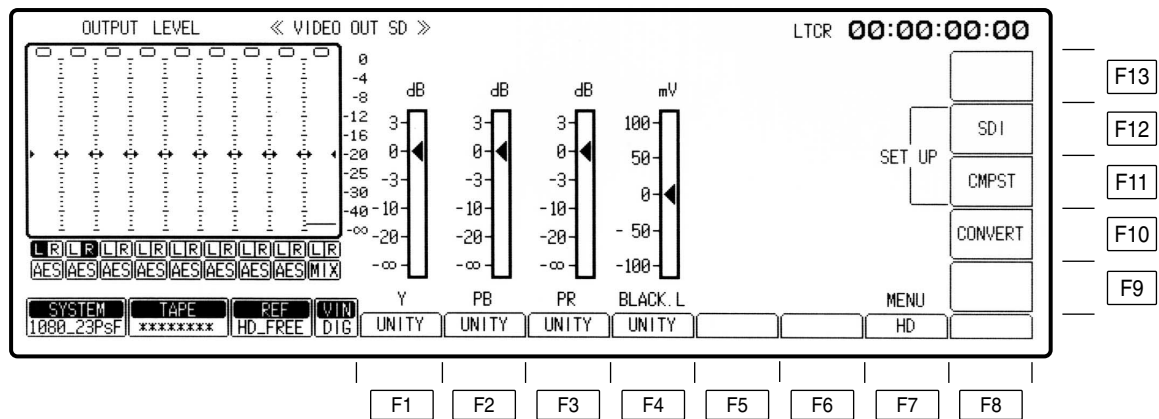 OUTPUT LEVEL ≪ VIDEO OUT SD ≫ LTCR 00:00:00:00
0
-4
-8
-12
-16
-20
-25
-30
-40
-∞
dB dB dB mV
3 3 3 100
0 0 0 50
-3 -3 -3 0
-10 -10 -10 - 50
-20 -20 -20 -100
-∞ -∞ -∞
L R L R L R L R L R L R L R L R L R
AES AES AES AES AES AES AES AES MIX
Y PB PR BLACK.L MENU
UNITY UNITY UNITY UNITY HD
SYSTEM TAPE REF VIN
1080_23PsF ******** HD_FREE DIG
SET UP
SDI
CMPST
CONVERT
F13
F12
F11
F10
F9
F1 F2 F3 F4 F5 F6 F7 F8